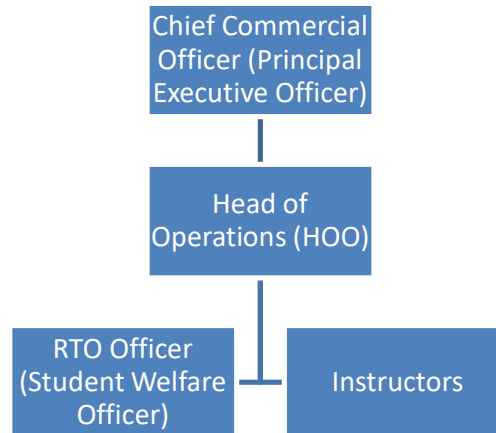 Chief Commercial
Officer (Principal
Executive Officer)
Head of
Operations (HOO)
RTO Officer
(Student Welfare
Officer)
Instructors